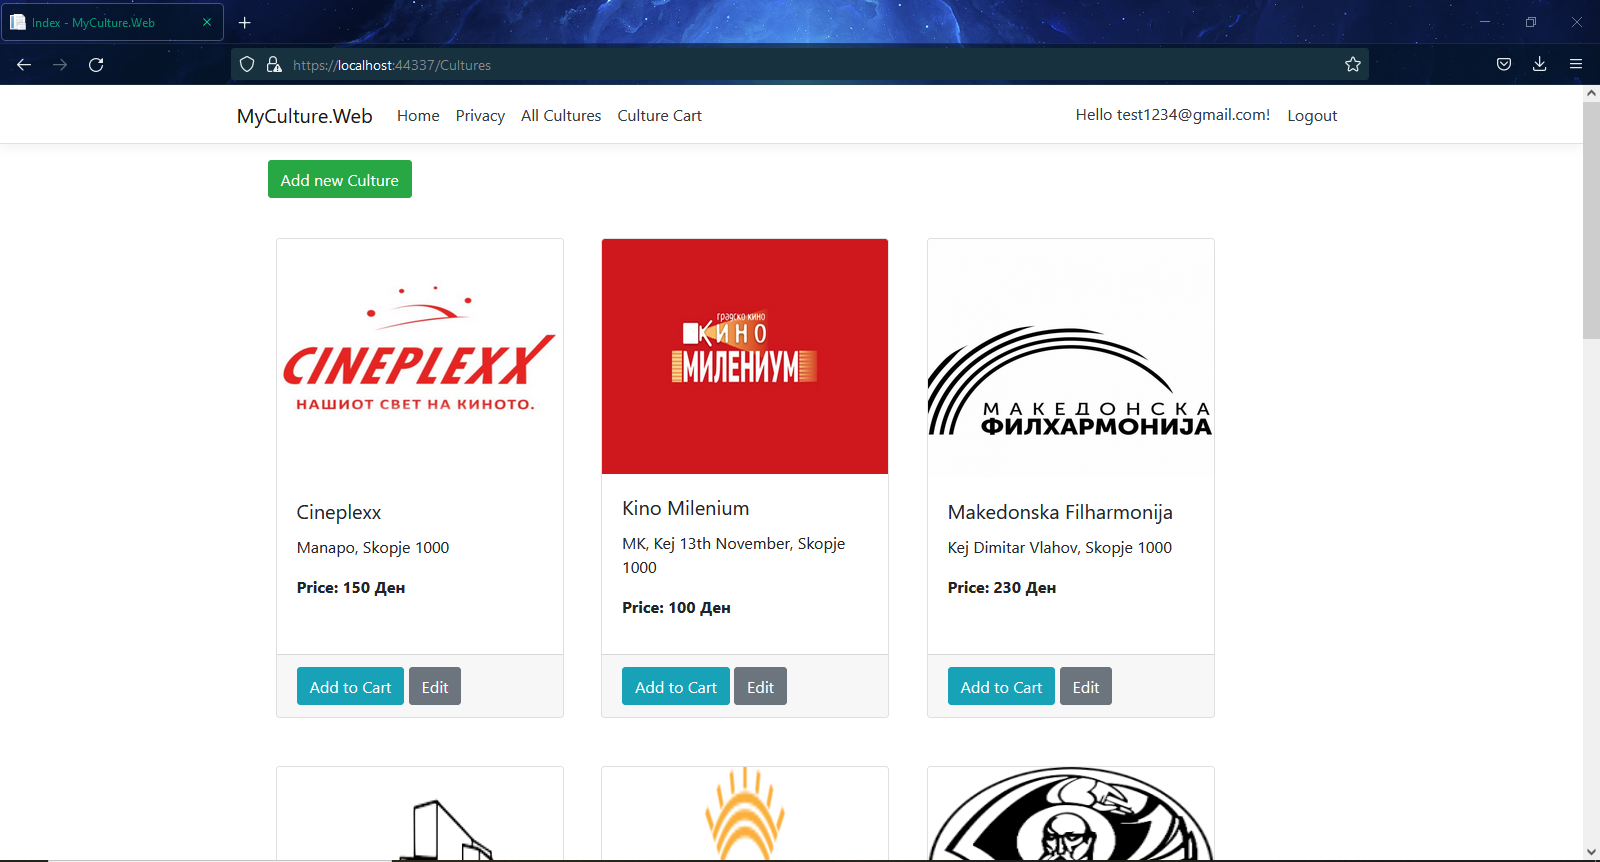 Index - MyCulture.Web
https://localhost:44337/Cultures
MyCulture.Web Home Privacy All Cultures Culture Cart Hello test1234@gmail.com! Logout
Add new Culture
CINEPLEXX
НАШИОТ СВЕТ НА КИНОТО.
Cineplexx
Manapo, Skopje 1000
Price: 150 Ден
Add to Cart Edit
градско кино
КИНО
МИЛЕНИУМ
Kino Milenium
MK, Kej 13th November, Skopje
1000
Price: 100 Ден
Add to Cart Edit
МАКЕДОНСКА
ФИЛХАРМОНИЈА
Makedonska Filharmonija
Kej Dimitar Vlahov, Skopje 1000
Price: 230 Ден
Add to Cart Edit